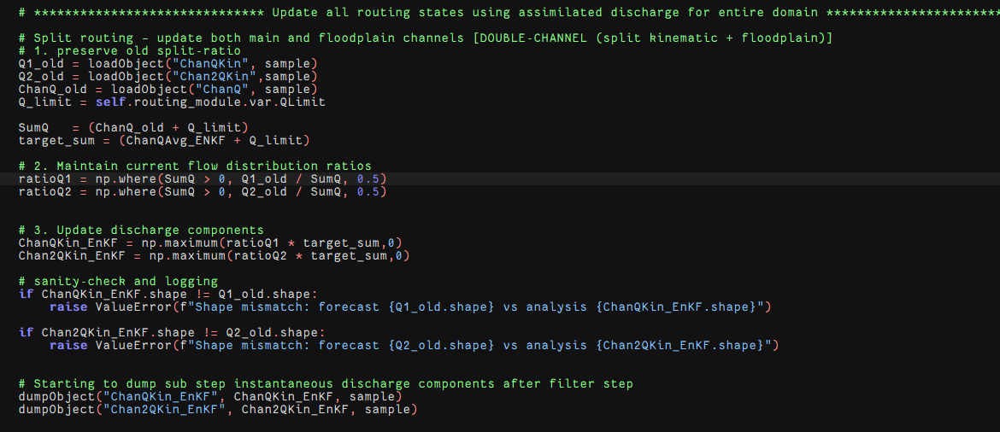 # ****************************** Update all routing states using assimilated discharge for entire domain ***********************
# Split routing – update both main and floodplain channels [DOUBLE-CHANNEL (split kinematic + floodplain)]
# 1. preserve old split-ratio
Q1_old = loadObject("ChanQKin", sample)
Q2_old = loadObject("Chan2QKin",sample)
ChanQ_old = loadObject("ChanQ", sample)
Q_limit = self.routing_module.var.QLimit
SumQ   = (ChanQ_old + Q_limit)
target_sum = (ChanQAvg_ENKF + Q_limit)
# 2. Maintain current flow distribution ratios
ratioQ1 = np.where(SumQ > 0, Q1_old / SumQ, 0.5)
ratioQ2 = np.where(SumQ > 0, Q2_old / SumQ, 0.5)
# 3. Update discharge components
ChanQKin_EnKF = np.maximum(ratioQ1 * target_sum,0)
Chan2QKin_EnKF = np.maximum(ratioQ2 * target_sum,0)
# sanity-check and logging
if ChanQKin_EnKF.shape != Q1_old.shape:
    raise ValueError(f"Shape mismatch: forecast {Q1_old.shape} vs analysis {ChanQKin_EnKF.shape}")
if Chan2QKin_EnKF.shape != Q2_old.shape:
    raise ValueError(f"Shape mismatch: forecast {Q2_old.shape} vs analysis {Chan2QKin_EnKF.shape}")
# Starting to dump sub step instantaneous discharge components after filter step
dumpObject("ChanQKin_EnKF", ChanQKin_EnKF, sample)
dumpObject("Chan2QKin_EnKF", Chan2QKin_EnKF, sample)